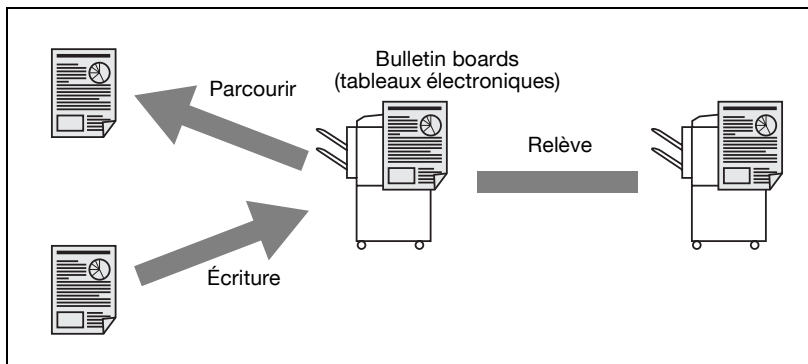 Bulletin boards
(tableaux électroniques)
Parcourir
Relève
Écriture